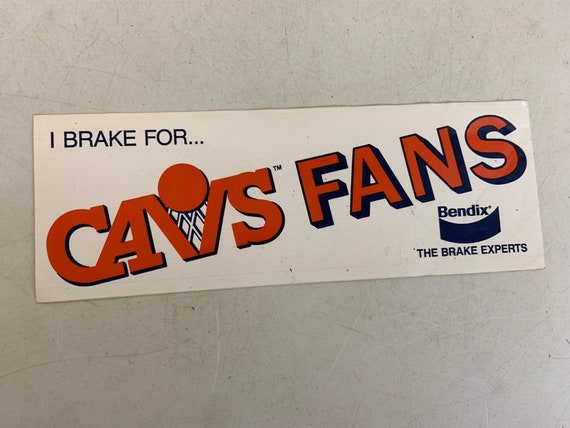 I BRAKE FOR...
CAVS™ FANS
Bendix®
THE BRAKE EXPERTS